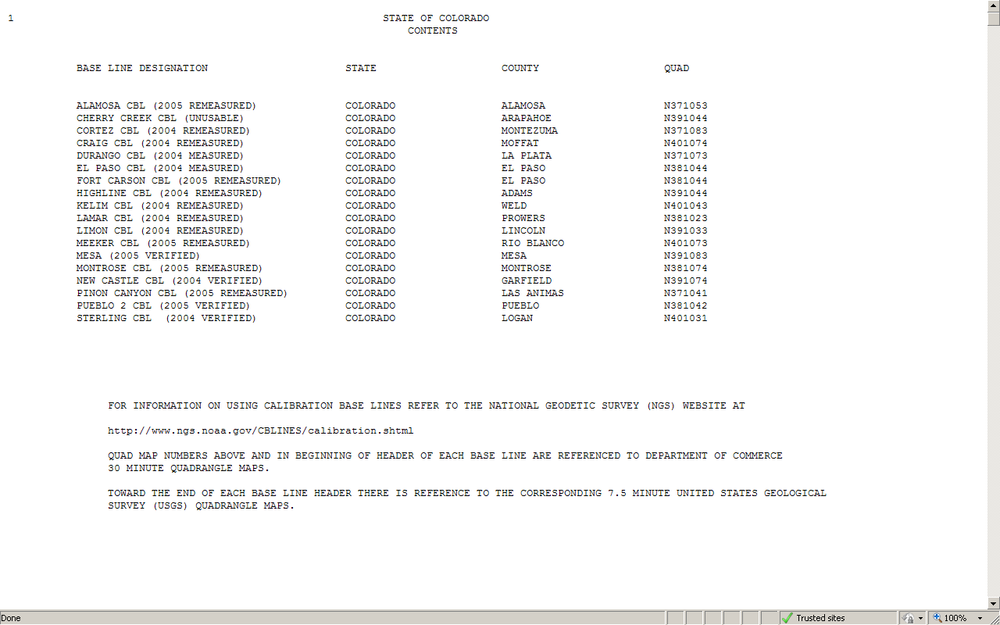 1 STATE OF COLORADO
CONTENTS
BASE LINE DESIGNATION STATE COUNTY QUAD
ALAMOSA CBL (2005 REMEASURED) COLORADO ALAMOSA N371053
CHERRY CREEK CBL (UNUSABLE) COLORADO ARAPAHOE N391044
CORTEZ CBL (2004 REMEASURED) COLORADO MONTEZUMA N371083
CRAIG CBL (2004 REMEASURED) COLORADO MOFFAT N401074
DURANGO CBL (2004 MEASURED) COLORADO LA PLATA N371073
EL PASO CBL (2004 MEASURED) COLORADO EL PASO N381044
FORT CARSON CBL (2005 REMEASURED) COLORADO EL PASO N381044
HIGHLINE CBL (2004 REMEASURED) COLORADO ADAMS N391044
KELIM CBL (2004 REMEASURED) COLORADO WELD N401043
LAMAR CBL (2004 REMEASURED) COLORADO PROWERS N381023
LIMON CBL (2004 REMEASURED) COLORADO LINCOLN N391033
MEEKER CBL (2005 REMEASURED) COLORADO RIO BLANCO N401073
MESA (2005 VERIFIED) COLORADO MESA N391083
MONTROSE CBL (2005 REMEASURED) COLORADO MONTROSE N381074
NEW CASTLE CBL (2004 VERIFIED) COLORADO GARFIELD N391074
PINON CANYON CBL (2005 REMEASURED) COLORADO LAS ANIMAS N371041
PUEBLO 2 CBL (2005 VERIFIED) COLORADO PUEBLO N381042
STERLING CBL (2004 VERIFIED) COLORADO LOGAN N401031
FOR INFORMATION ON USING CALIBRATION BASE LINES REFER TO THE NATIONAL GEODETIC SURVEY (NGS) WEBSITE AT
http://www.ngs.noaa.gov/CBLINES/calibration.shtml
QUAD MAP NUMBERS ABOVE AND IN BEGINNING OF HEADER OF EACH BASE LINE ARE REFERENCED TO DEPARTMENT OF COMMERCE
30 MINUTE QUADRANGLE MAPS.
TOWARD THE END OF EACH BASE LINE HEADER THERE IS REFERENCE TO THE CORRESPONDING 7.5 MINUTE UNITED STATES GEOLOGICAL
SURVEY (USGS) QUADRANGLE MAPS.
Done Trusted sites 100%